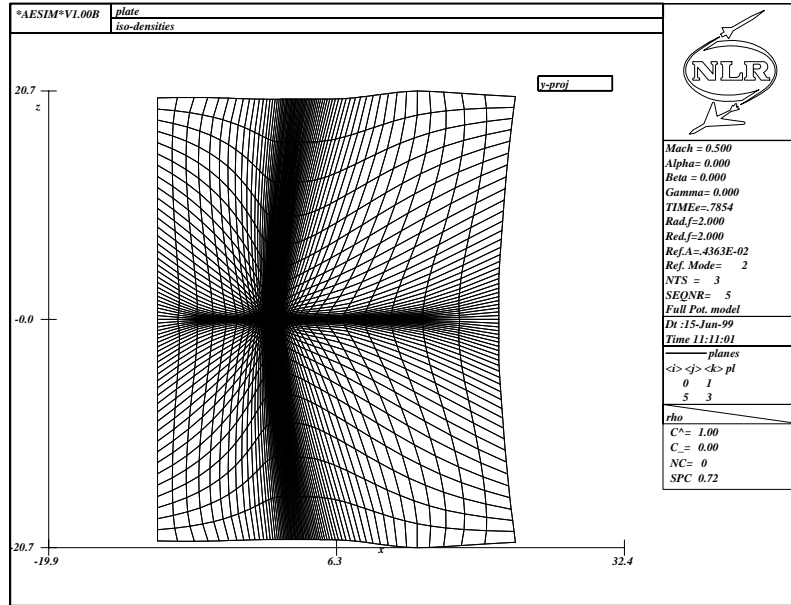 *AESIM*V1.00B
plate
iso-densities
y-proj
20.7
z
-0.0
-20.7
-19.9
6.3
x
32.4
NLR
Mach = 0.500
Alpha= 0.000
Beta = 0.000
Gamma= 0.000
TIMEe=.7854
Rad.f=2.000
Red.f=2.000
Ref.A=.4363E-02
Ref. Mode= 2
NTS = 3
SEQNR= 5
Full Pot. model
Dt :15-Jun-99
Time 11:11:01
planes
<i> <j> <k> pl
0 1
5 3
rho
C^= 1.00
C_= 0.00
NC= 0
SPC 0.72